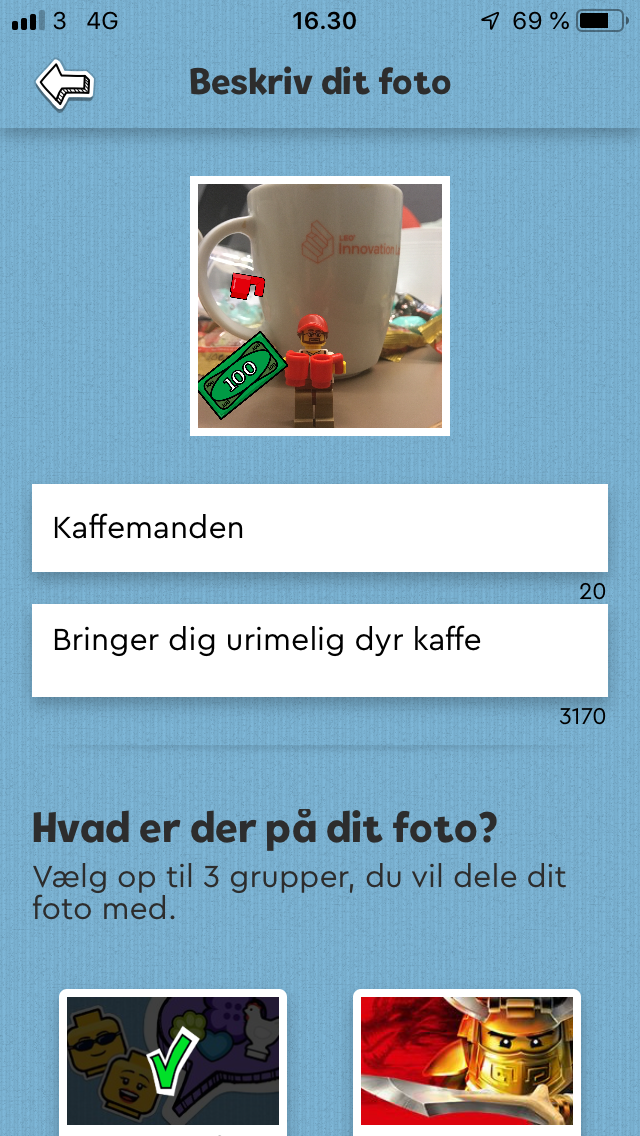 3 4G 16.30 69 %
Beskriv dit foto
LEGO
Innovation
100
Kaffemanden
20
Bringer dig urimelig dyr kaffe
3170
Hvad er der på dit foto?
Vælg op til 3 grupper, du vil dele dit
foto med.